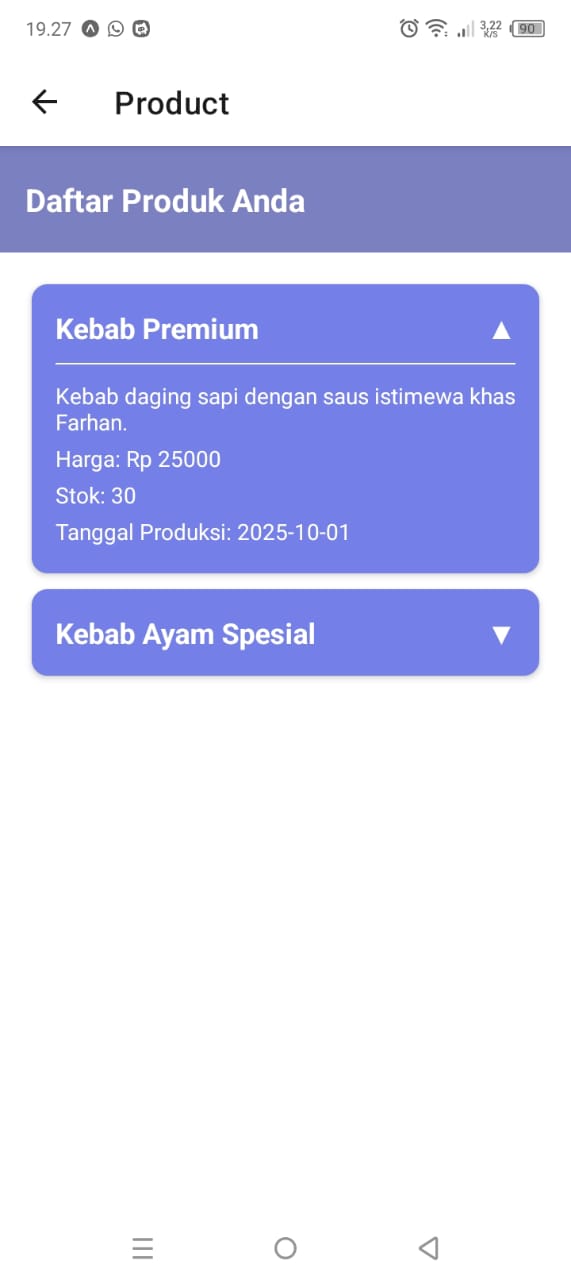 19.27
3,22
K/S
90
Product
Daftar Produk Anda
Kebab Premium ▲
Kebab daging sapi dengan saus istimewa khas
Farhan.
Harga: Rp 25000
Stok: 30
Tanggal Produksi: 2025-10-01
Kebab Ayam Spesial ▼